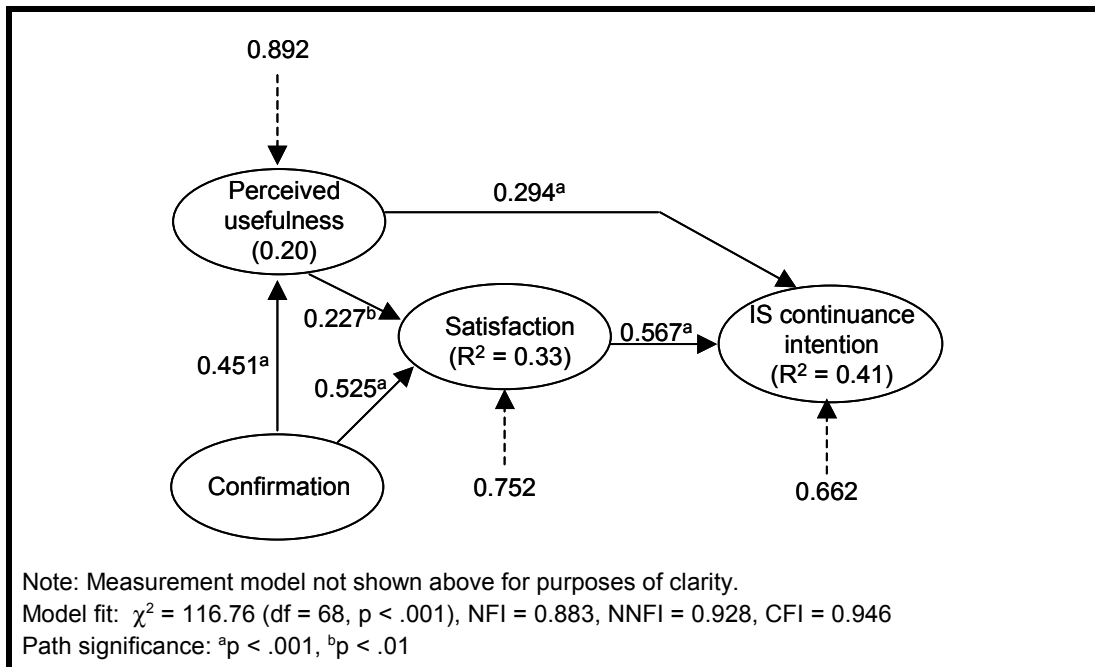 0.892
Perceived
usefulness
(0.20)
0.294ᵃ
0.227ᵇ
Satisfaction
(R² = 0.33)
0.567ᵃ
IS continuance
intention
(R² = 0.41)
0.451ᵃ
0.525ᵃ
Confirmation
0.752
0.662
Note: Measurement model not shown above for purposes of clarity.
Model fit: χ² = 116.76 (df = 68, p < .001), NFI = 0.883, NNFI = 0.928, CFI = 0.946
Path significance: ᵃp < .001, ᵇp < .01